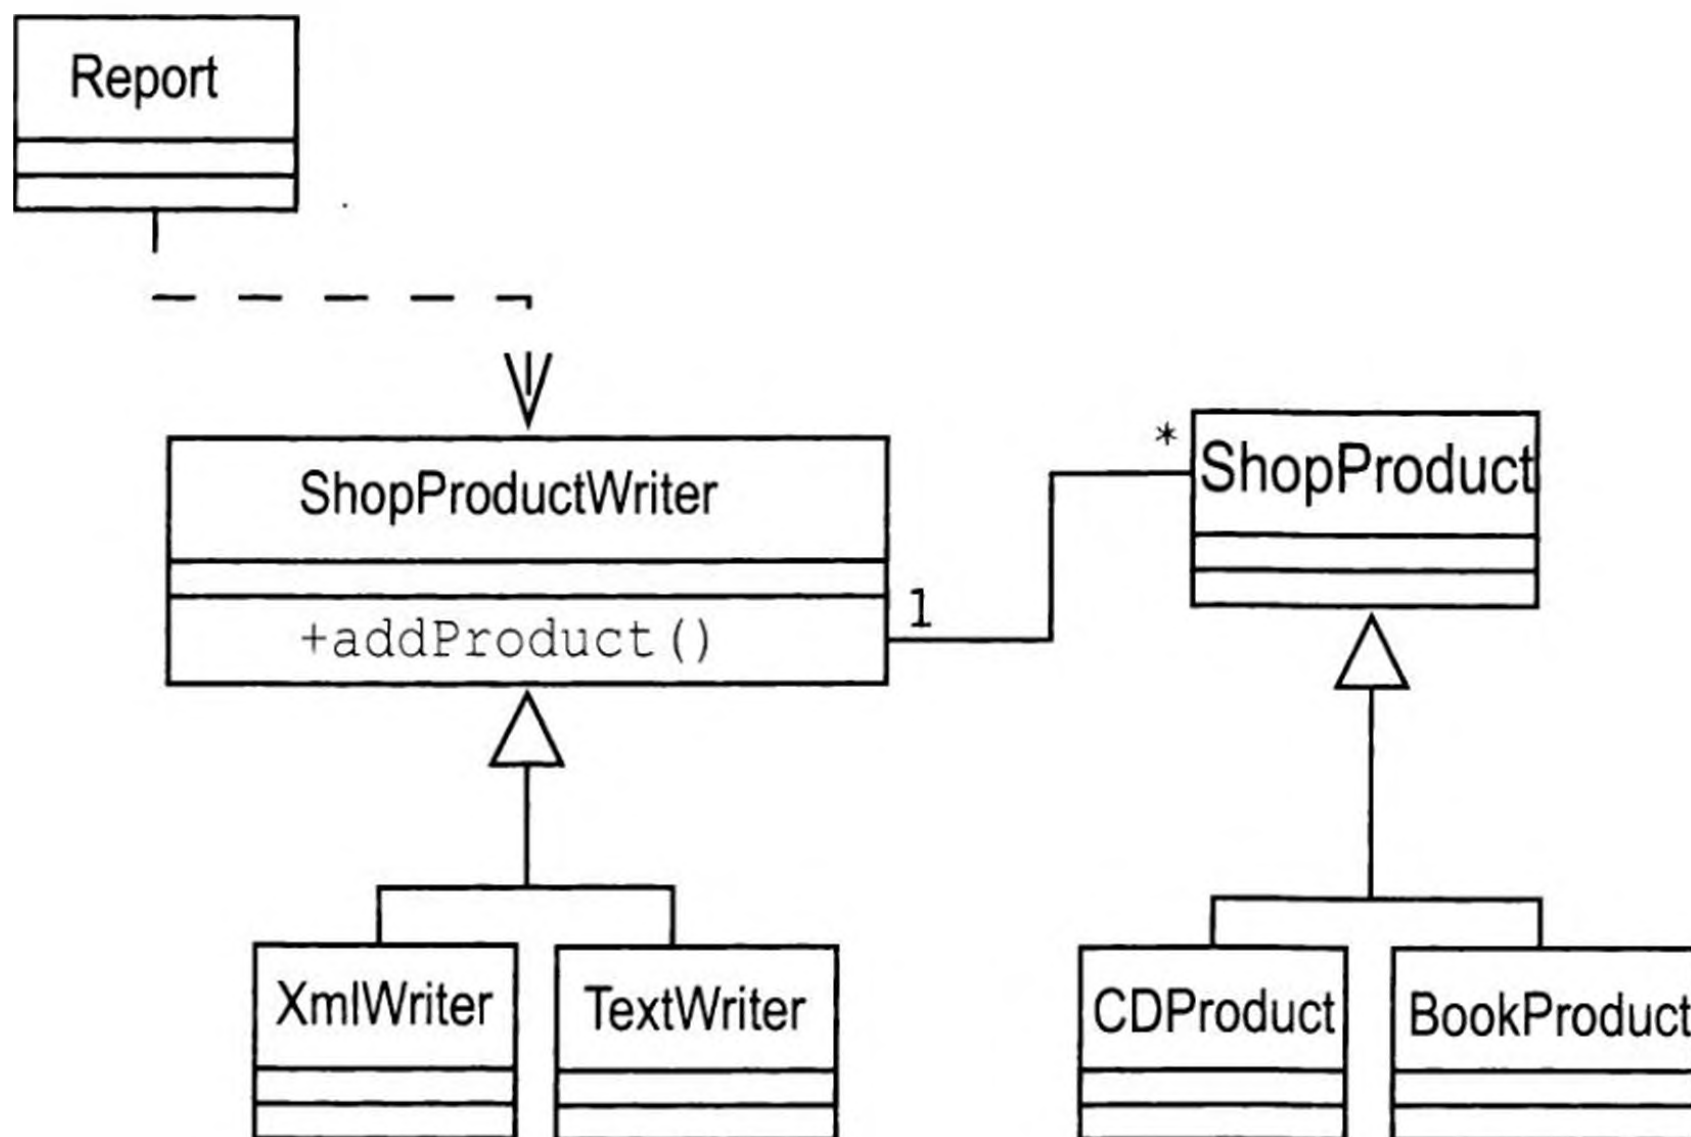 Report
ShopProductWriter
+addProduct()
1
*
ShopProduct
XmlWriter
TextWriter
CDProduct
BookProduct